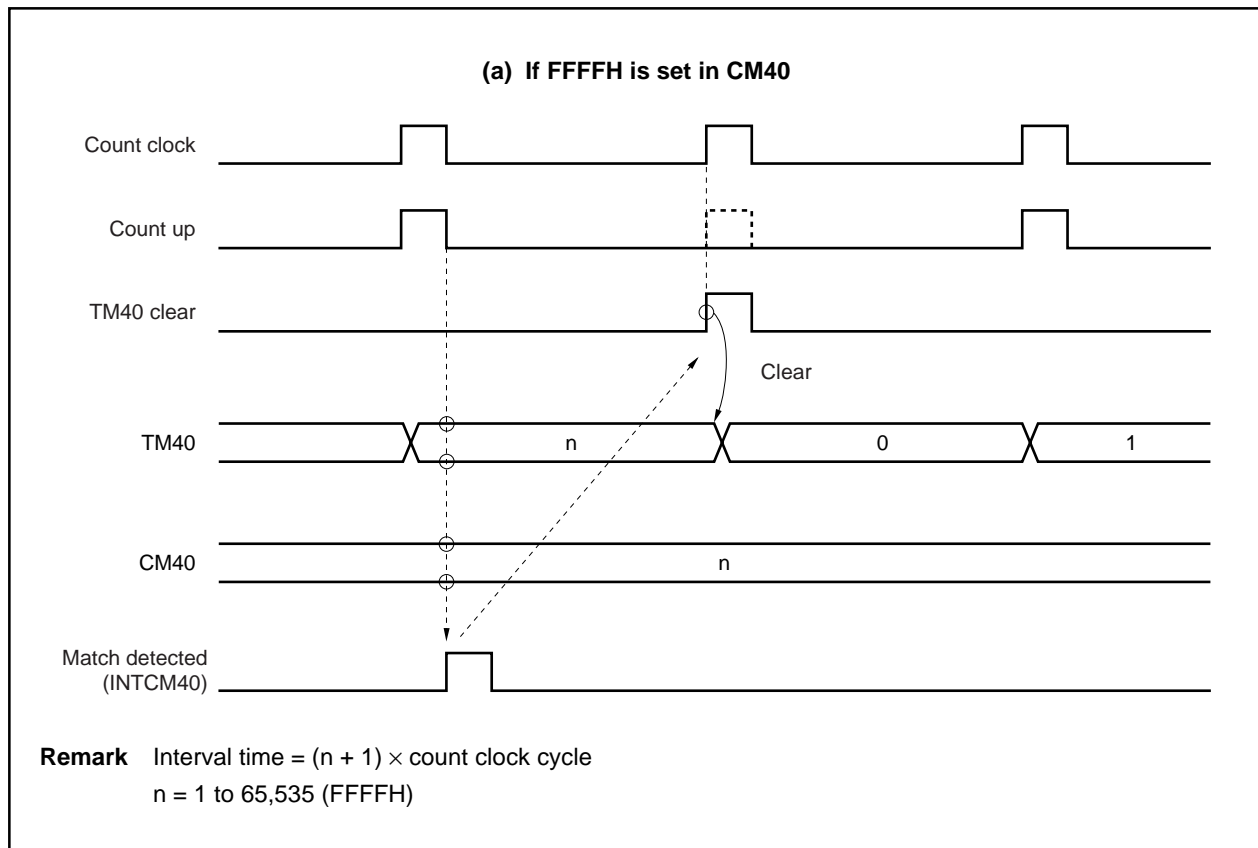 (a) If FFFFH is set in CM40
Count clock
Count up
TM40 clear
Clear
TM40
n
0
1
CM40
n
Match detected
(INTCM40)
Remark Interval time = (n + 1) × count clock cycle
n = 1 to 65,535 (FFFFH)